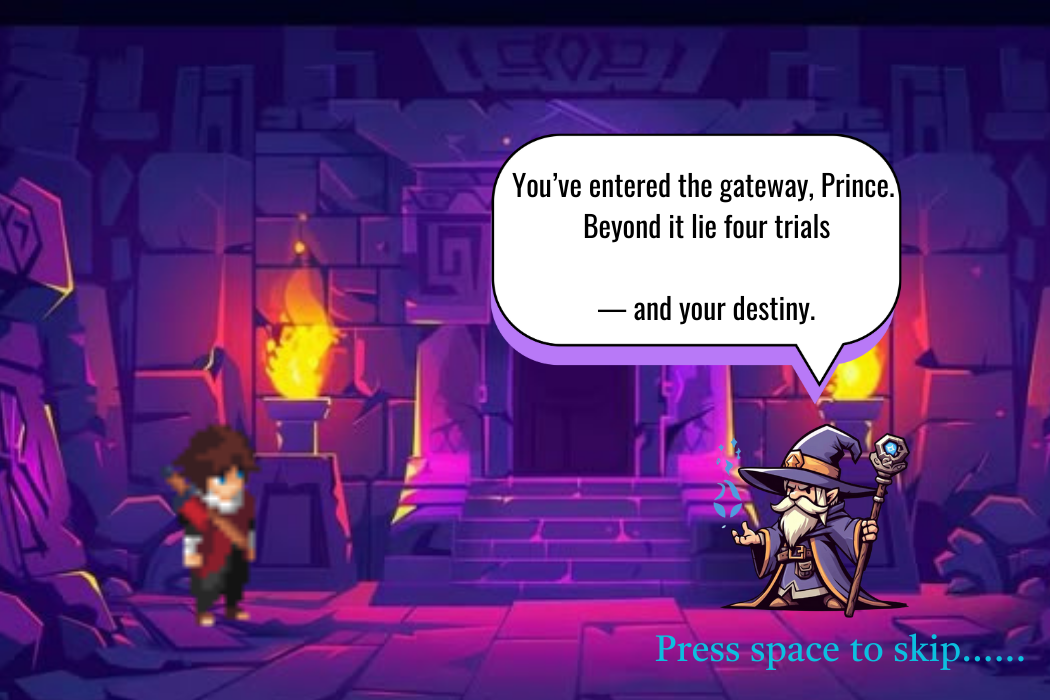 You’ve entered the gateway, Prince.
Beyond it lie four trials
— and your destiny.
Press space to skip......